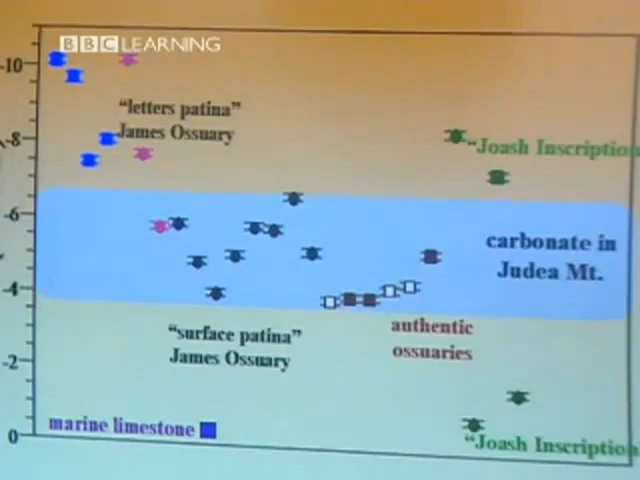 BBC LEARNING
-10
-8
-6
-4
-2
0
"letters patina"
James Ossuary
"Joash Inscription
carbonate in
Judea Mt.
"surface patina"
James Ossuary
authentic
ossuaries
marine limestone
"Joash Inscription